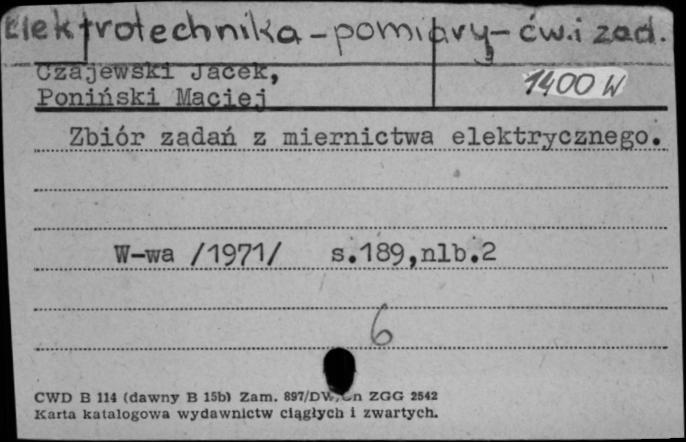 Elektrotechnika - pomiary - ćw. i zad.
Czajewski Jacek,
Poniński Maciej
1400 W
Zbiór zadań z miernictwa elektrycznego.
W-wa /1971/ s.189,nlb.2
6
CWD B 114 (dawny B 15b) Zam. 897/DW, ZGG 2542
Karta katalogowa wydawnictw ciągłych i zwartych.